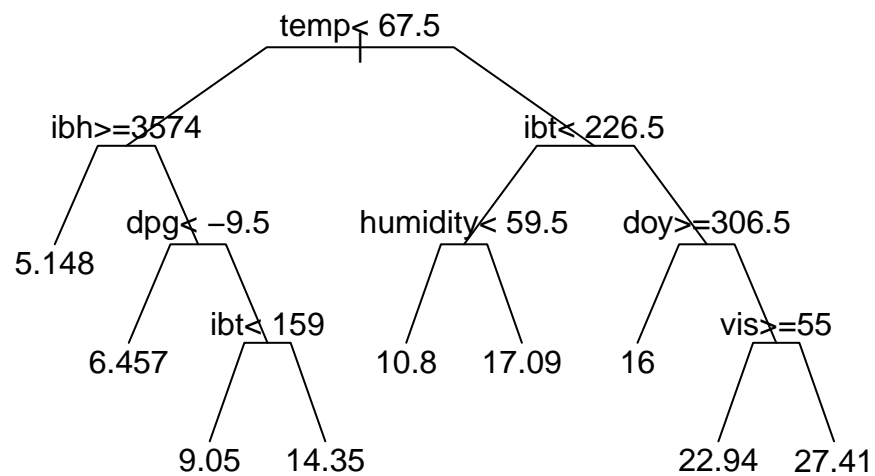 temp< 67.5
ibh>=3574
ibt< 226.5
dpg< −9.5
humidity< 59.5
doy>=306.5
5.148
ibt< 159
vis>=55
6.457
10.8
17.09
16
9.05
14.35
22.94
27.41